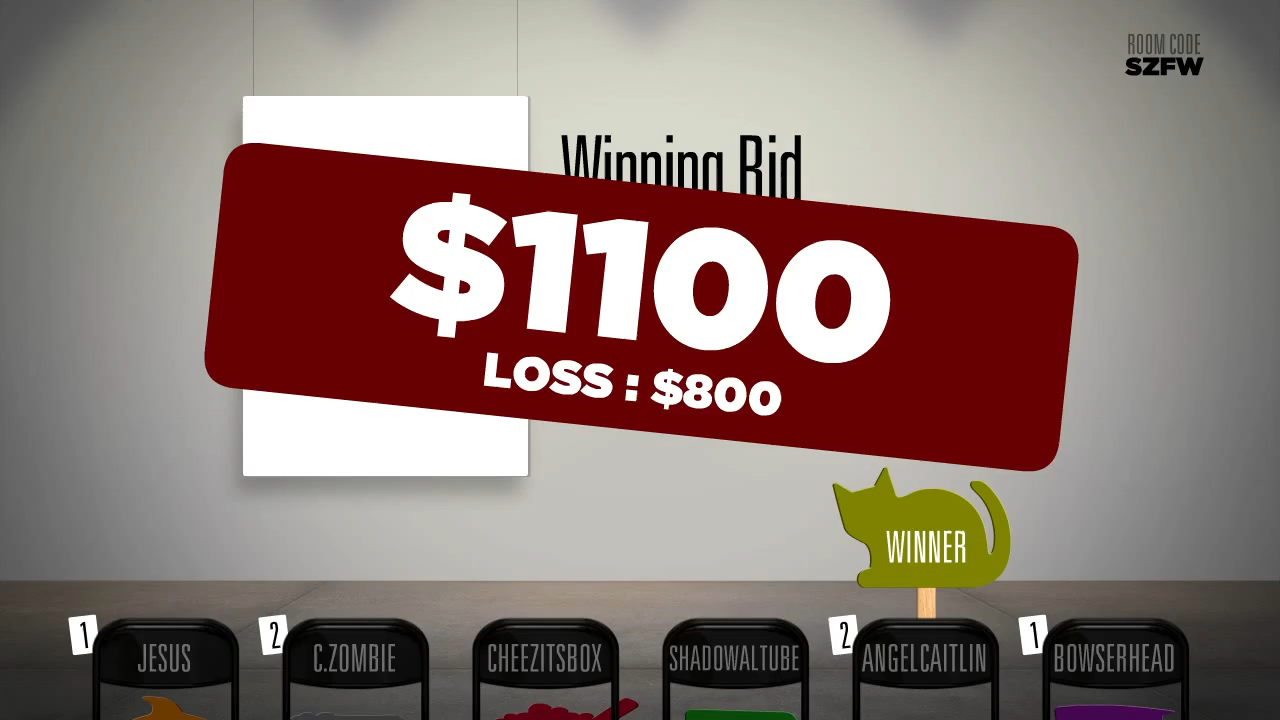 ROOM CODE
SZFW
Winning Bid
$1100
LOSS : $800
WINNER
1
JESUS
2
C.ZOMBIE
CHEEZITSBOX
SHADOWALTUBE
2
ANGELCAITLIN
1
BOWSERHEAD